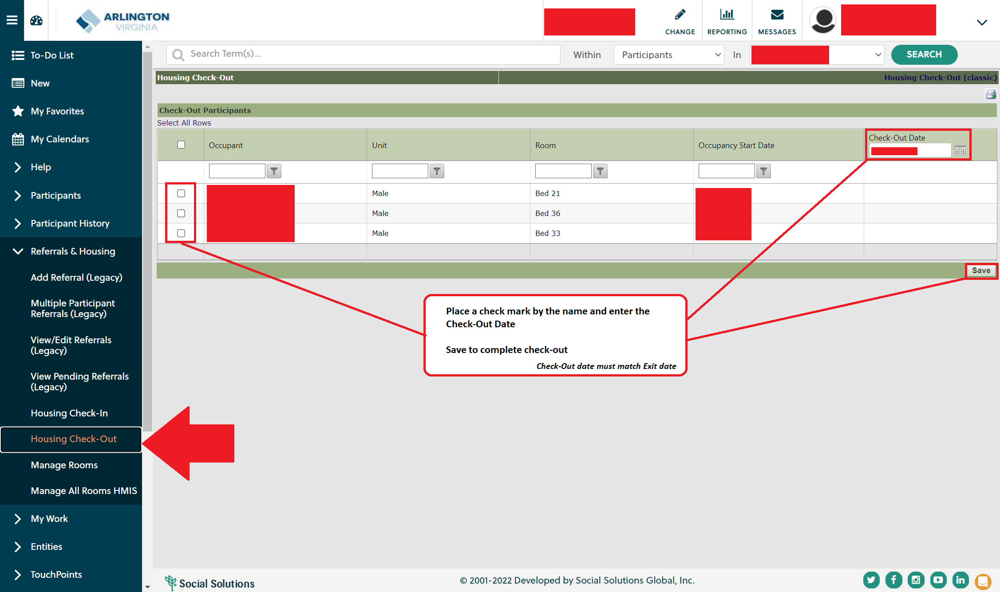 ARLINGTON
VIRGINIA
CHANGE
REPORTING
MESSAGES
Search Term(s)...
Within
Participants
In
SEARCH
To-Do List
New
My Favorites
My Calendars
Help
Participants
Participant History
Referrals & Housing
Add Referral (Legacy)
Multiple Participant
Referrals (Legacy)
View/Edit Referrals
(Legacy)
View Pending Referrals
(Legacy)
Housing Check-In
Housing Check-Out
Manage Rooms
Manage All Rooms HMIS
My Work
Entities
TouchPoints
Housing Check-Out
Housing Check-Out (classic)
Check-Out Participants
Select All Rows
Occupant
Unit
Room
Occupancy Start Date
Check-Out Date
Male
Bed 21
Male
Bed 36
Male
Bed 33
Save
Place a check mark by the name and enter the
Check-Out Date
Save to complete check-out
Check-Out date must match Exit date
Social Solutions
© 2001-2022 Developed by Social Solutions Global, Inc.